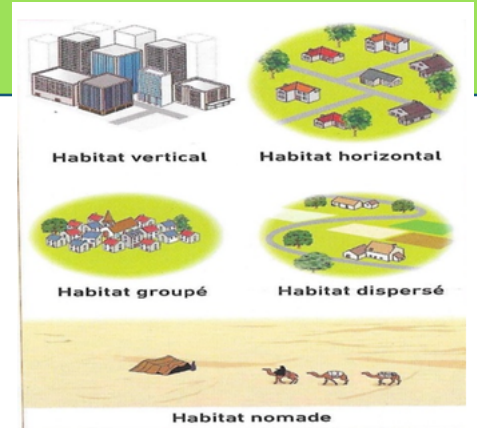 Habitat vertical
Habitat horizontal
Habitat groupé
Habitat dispersé
Habitat nomade